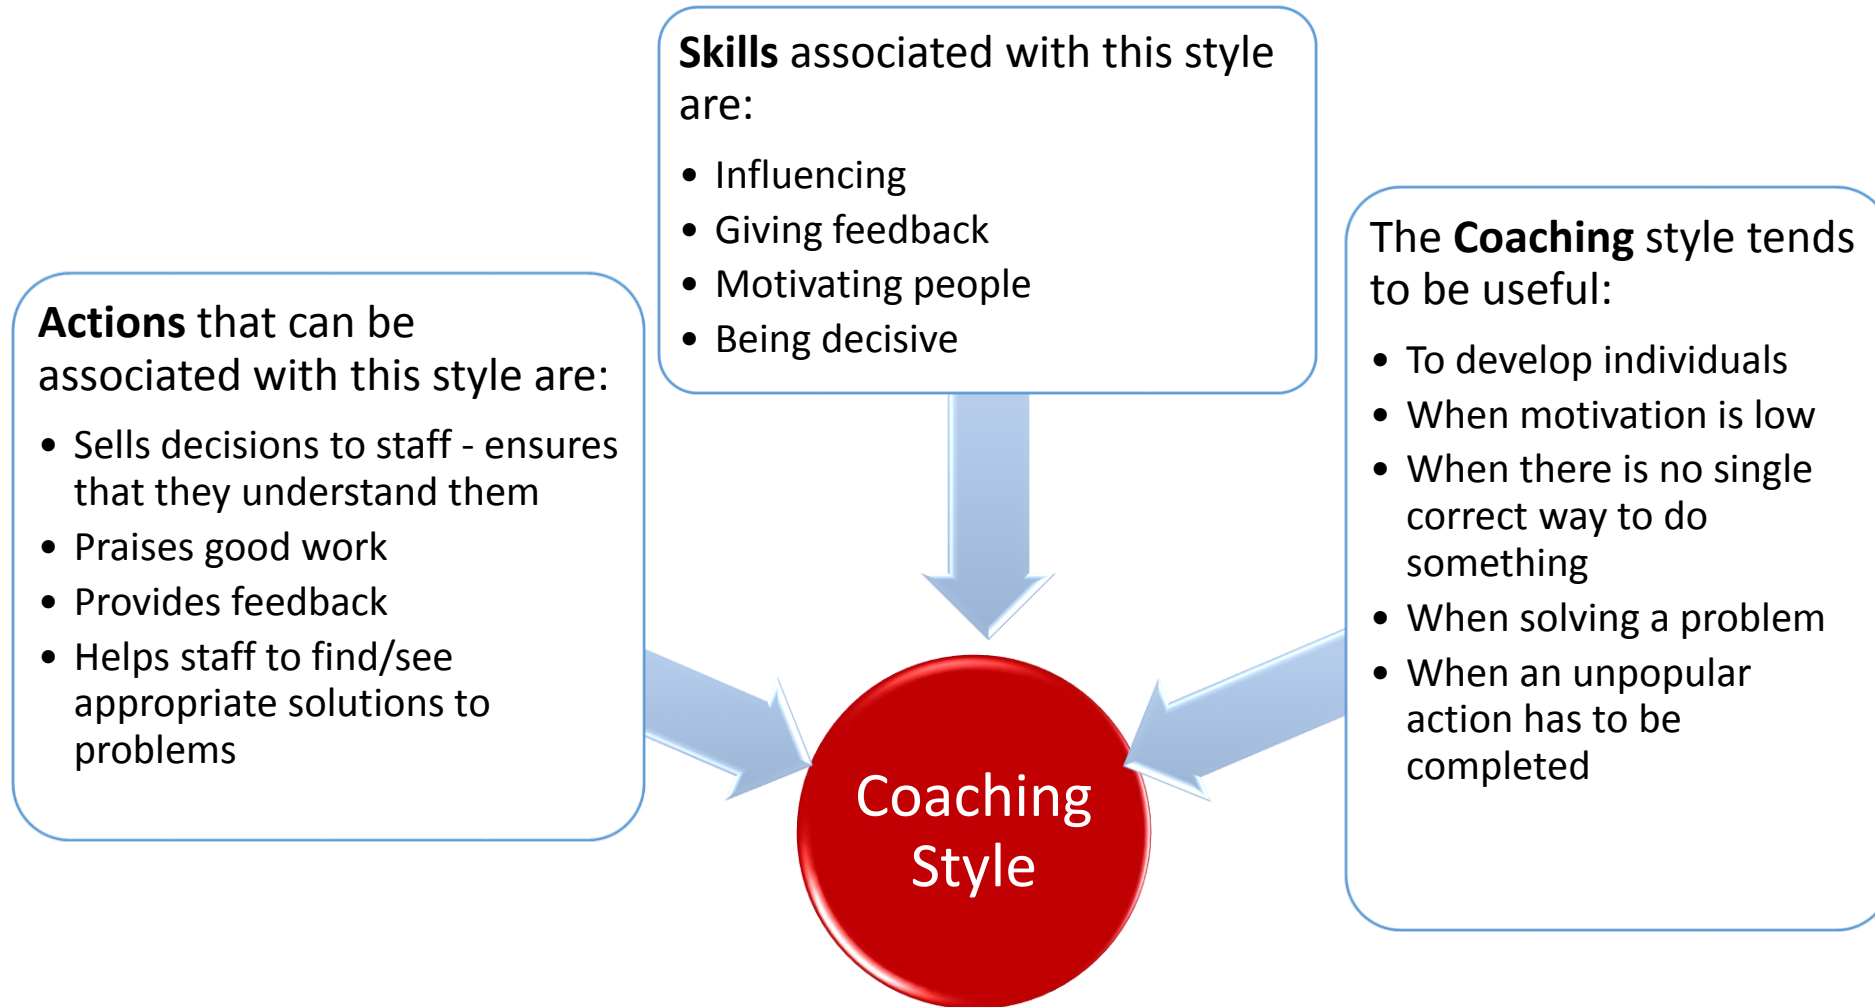 Skills associated with this style
are:
• Influencing
• Giving feedback
• Motivating people
• Being decisive
Actions that can be
associated with this style are:
• Sells decisions to staff - ensures
that they understand them
• Praises good work
• Provides feedback
• Helps staff to find/see
appropriate solutions to
problems
The Coaching style tends
to be useful:
• To develop individuals
• When motivation is low
• When there is no single
correct way to do
something
• When solving a problem
• When an unpopular
action has to be
completed
Coaching
Style